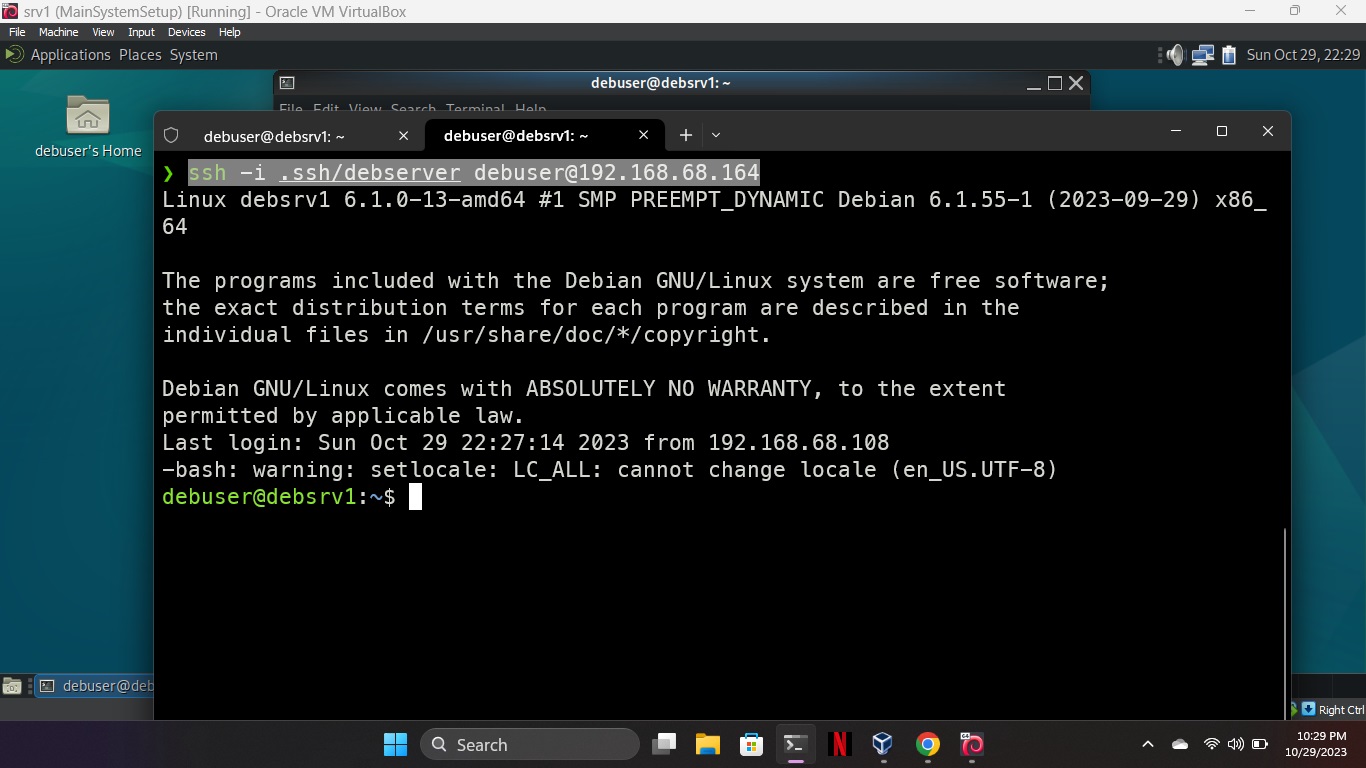 srv1 (MainSystemSetup) [Running] - Oracle VM VirtualBox
File Machine View Input Devices Help
Applications Places System
Sun Oct 29, 22:29
debuser@debsrv1: ~
File Edit View Search Terminal Help
debuser's Home
debuser@debsrv1: ~
debuser@debsrv1: ~
❯ ssh -i .ssh/debserver debuser@192.168.68.164
Linux debsrv1 6.1.0-13-amd64 #1 SMP PREEMPT_DYNAMIC Debian 6.1.55-1 (2023-09-29) x86_
64
The programs included with the Debian GNU/Linux system are free software;
the exact distribution terms for each program are described in the
individual files in /usr/share/doc/*/copyright.
Debian GNU/Linux comes with ABSOLUTELY NO WARRANTY, to the extent
permitted by applicable law.
Last login: Sun Oct 29 22:27:14 2023 from 192.168.68.108
-bash: warning: setlocale: LC_ALL: cannot change locale (en_US.UTF-8)
debuser@debsrv1:~$
debuser@deb
Right Ctrl
Search
10:29 PM
10/29/2023